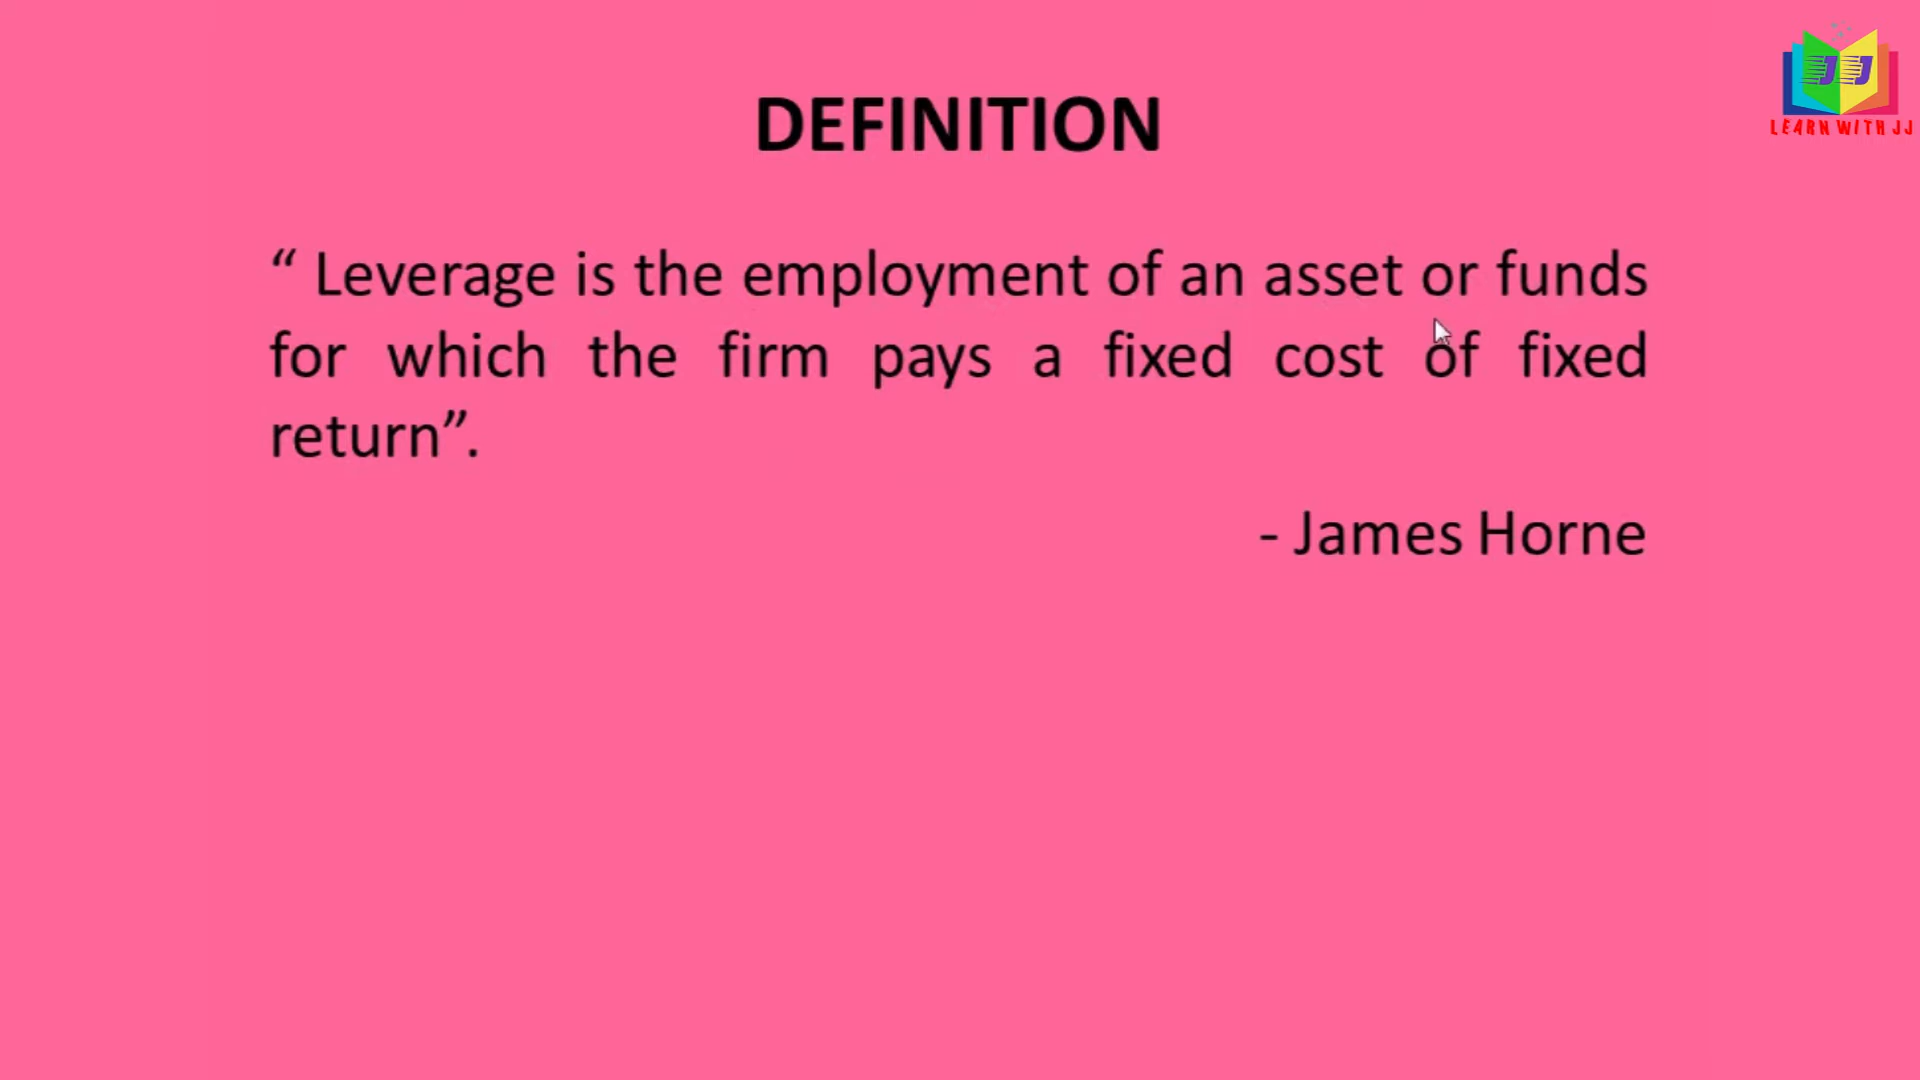 DEFINITION
“ Leverage is the employment of an asset or funds
for which the firm pays a fixed cost of fixed
return”.
- James Horne
JJ
LEARN WITH JJ